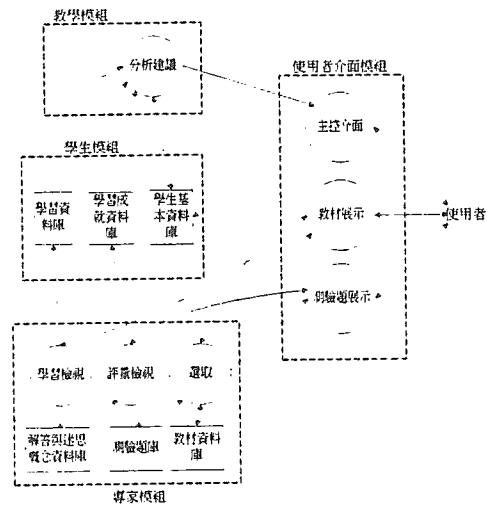 教學模組
分析建議
使用者介面模組
主控介面
學生模組
學習資
料庫
學習成
就資料
庫
學生基
本資料
庫
教材展示
使用者
測驗題展示
學習檢視
評量檢視
選取
解答與迷思
概念資料庫
測驗題庫
教材資料
庫
專家模組